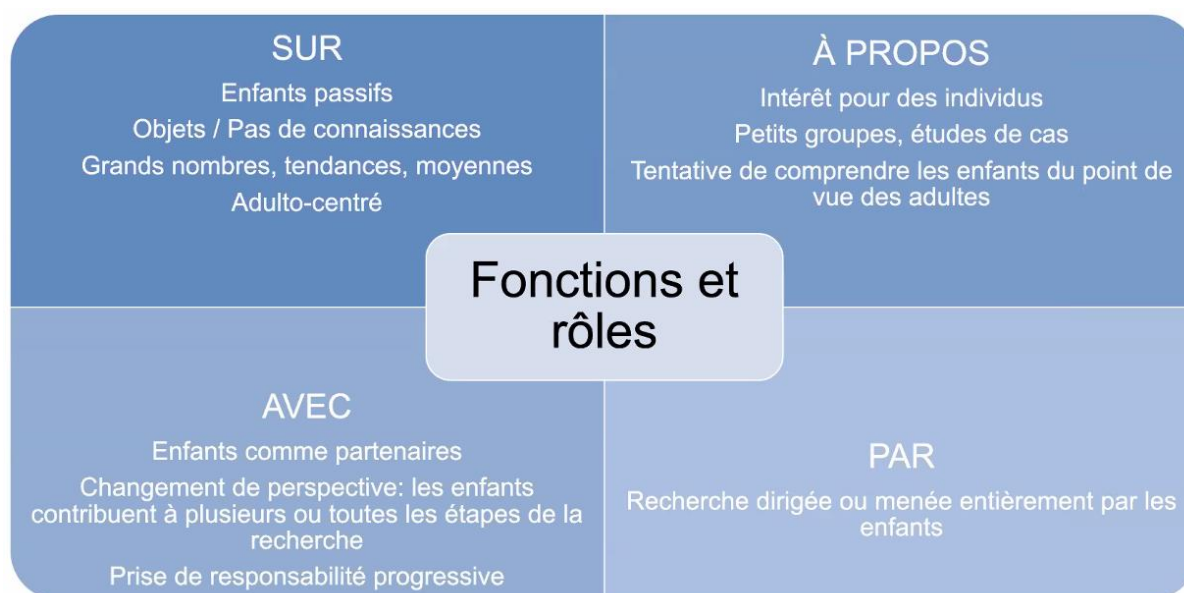 SUR
Enfants passifs
Objets / Pas de connaissances
Grands nombres, tendances, moyennes
Adulto-centré
À PROPOS
Intérêt pour des individus
Petits groupes, études de cas
Tentative de comprendre les enfants du point de
vue des adultes
Fonctions et
rôles
AVEC
Enfants comme partenaires
Changement de perspective: les enfants
contribuent à plusieurs ou toutes les étapes de la
recherche
Prise de responsabilité progressive
PAR
Recherche dirigée ou menée entièrement par les
enfants